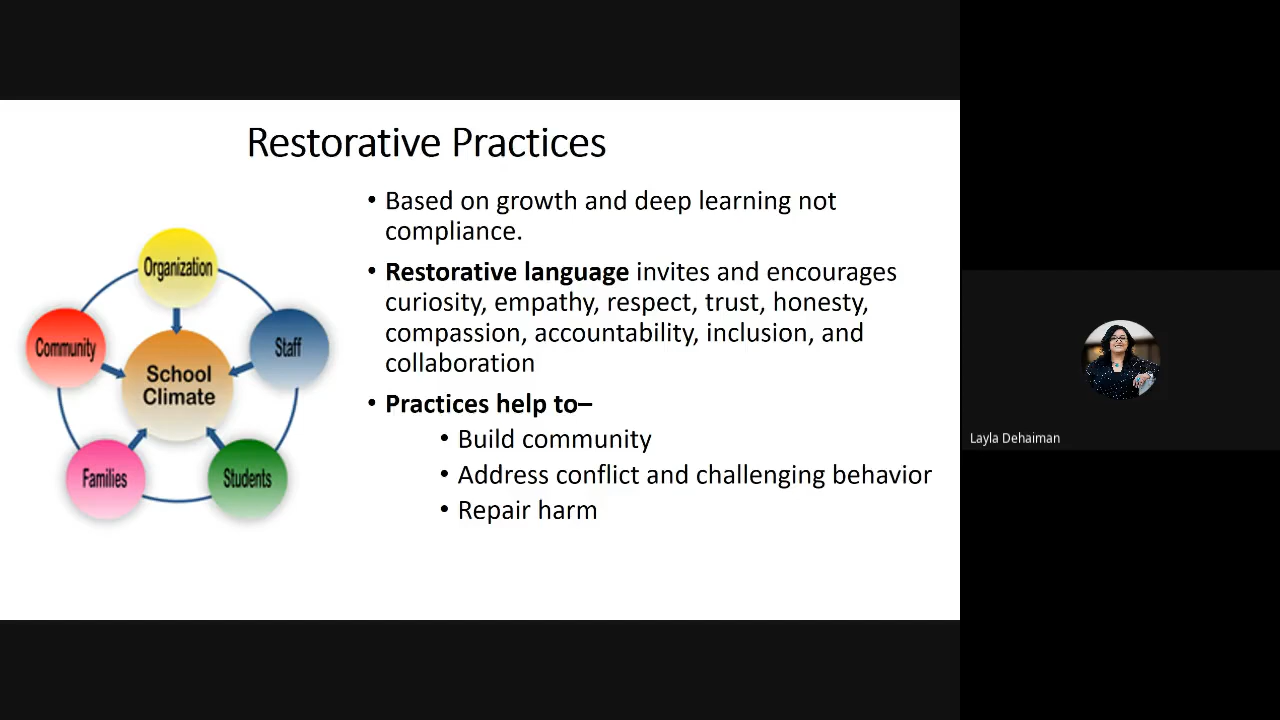 Restorative Practices
• Based on growth and deep learning not
compliance.
• Restorative language invites and encourages
curiosity, empathy, respect, trust, honesty,
compassion, accountability, inclusion, and
collaboration
• Practices help to–
• Build community
• Address conflict and challenging behavior
• Repair harm
Organization
Community
Staff
School
Climate
Families
Students
Layla Dehaiman